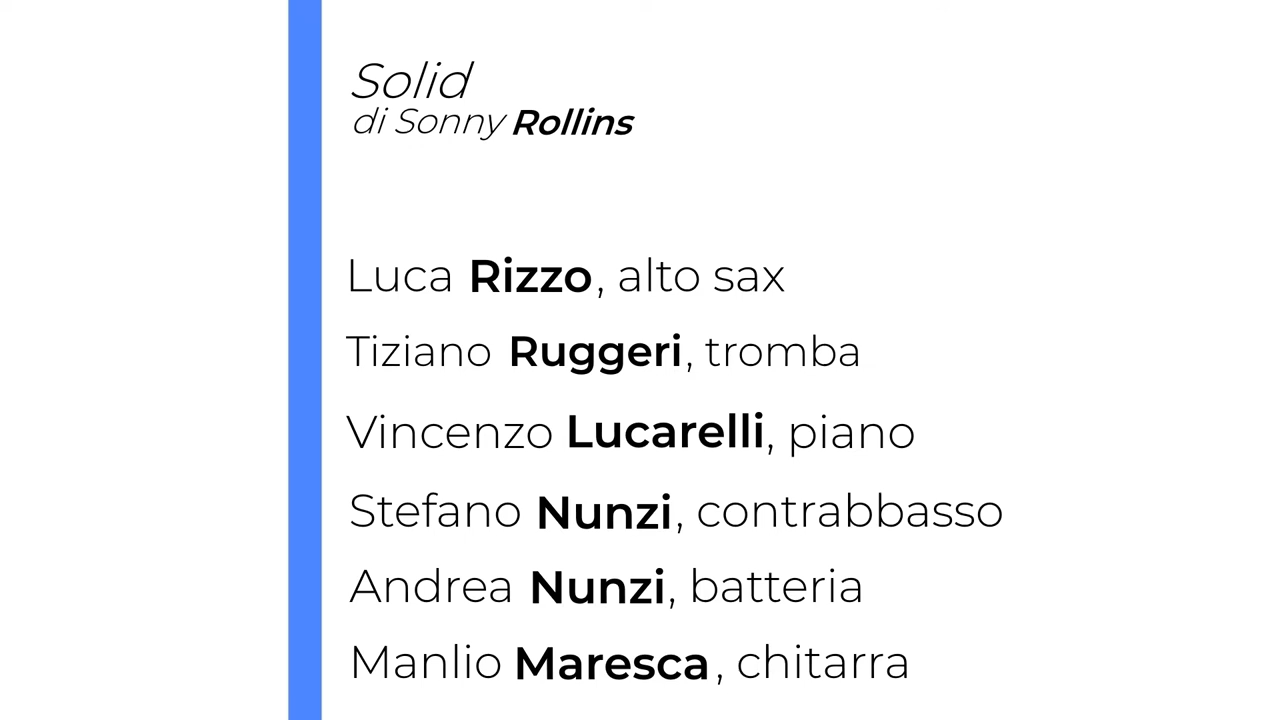 Solid
di Sonny Rollins
Luca Rizzo, alto sax
Tiziano Ruggeri, tromba
Vincenzo Lucarelli, piano
Stefano Nunzi, contrabbasso
Andrea Nunzi, batteria
Manlio Maresca, chitarra